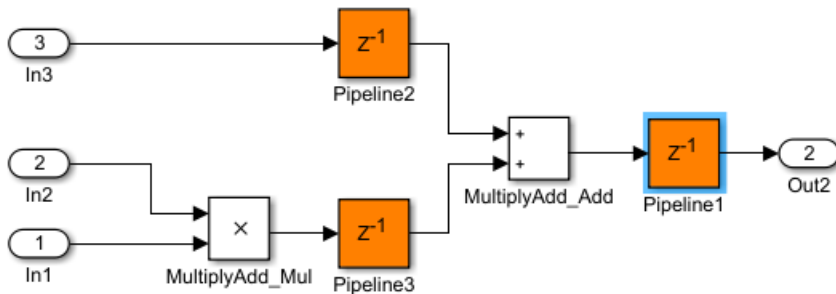 3
In3
Z-1
Pipeline2
2
In2
1
In1
×
MultiplyAdd_Mul
Z-1
Pipeline3
+
+
MultiplyAdd_Add
Z-1
Pipeline1
2
Out2